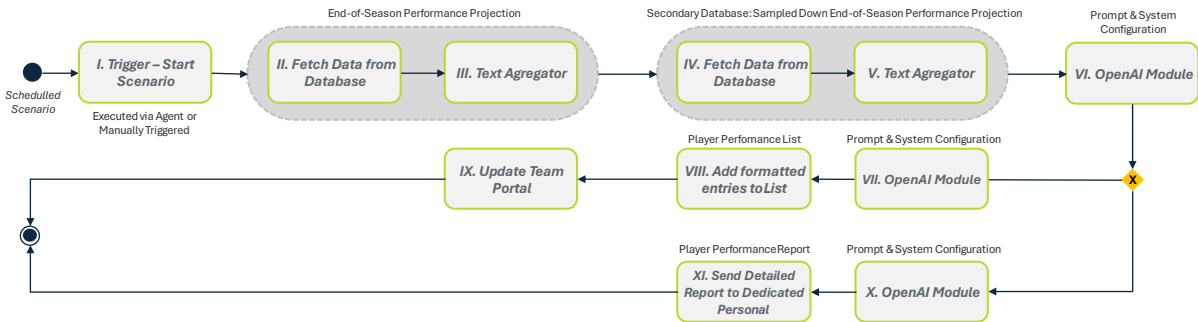 End-of-Season Performance Projection
Secondary Database: Sampled Down End-of-Season Performance Projection
Prompt & System
Configuration
I. Trigger – Start
Scenario
II. Fetch Data from
Database
III. Text Agregator
IV. Fetch Data from
Database
V. Text Agregator
VI. OpenAI Module
Schedulled
Scenario
Executed via Agent or
Manually Triggered
Player Perfomance List
Prompt & System Configuration
IX. Update Team
Portal
VIII. Add formatted
entries to List
VII. OpenAI Module
X
Player Performance Report
Prompt & System Configuration
XI. Send Detailed
Report to Dedicated
Personal
X. OpenAI Module